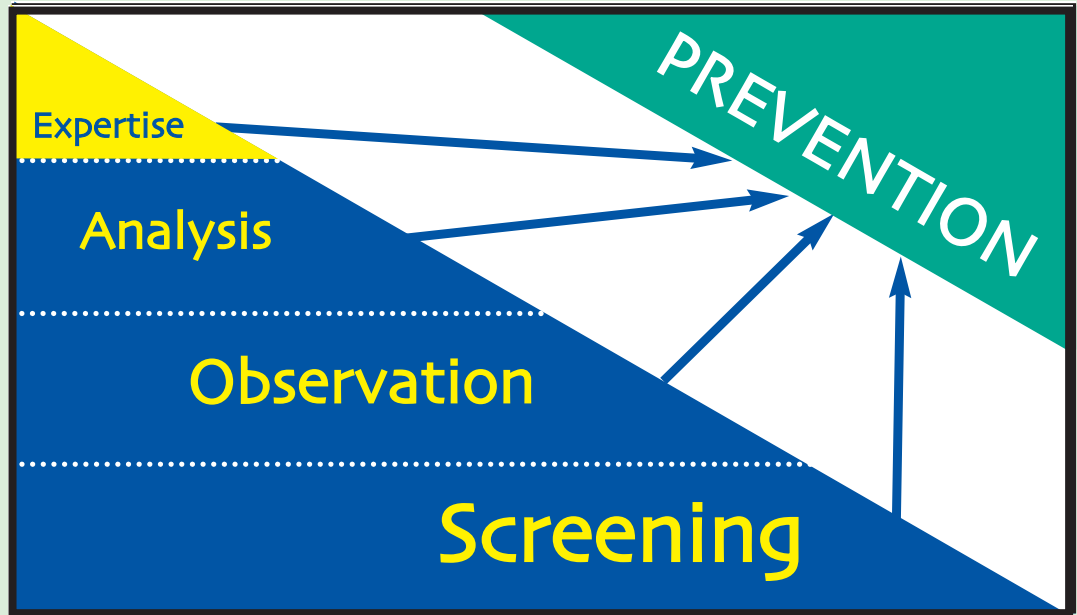 PREVENTION
Expertise
Analysis
Observation
Screening